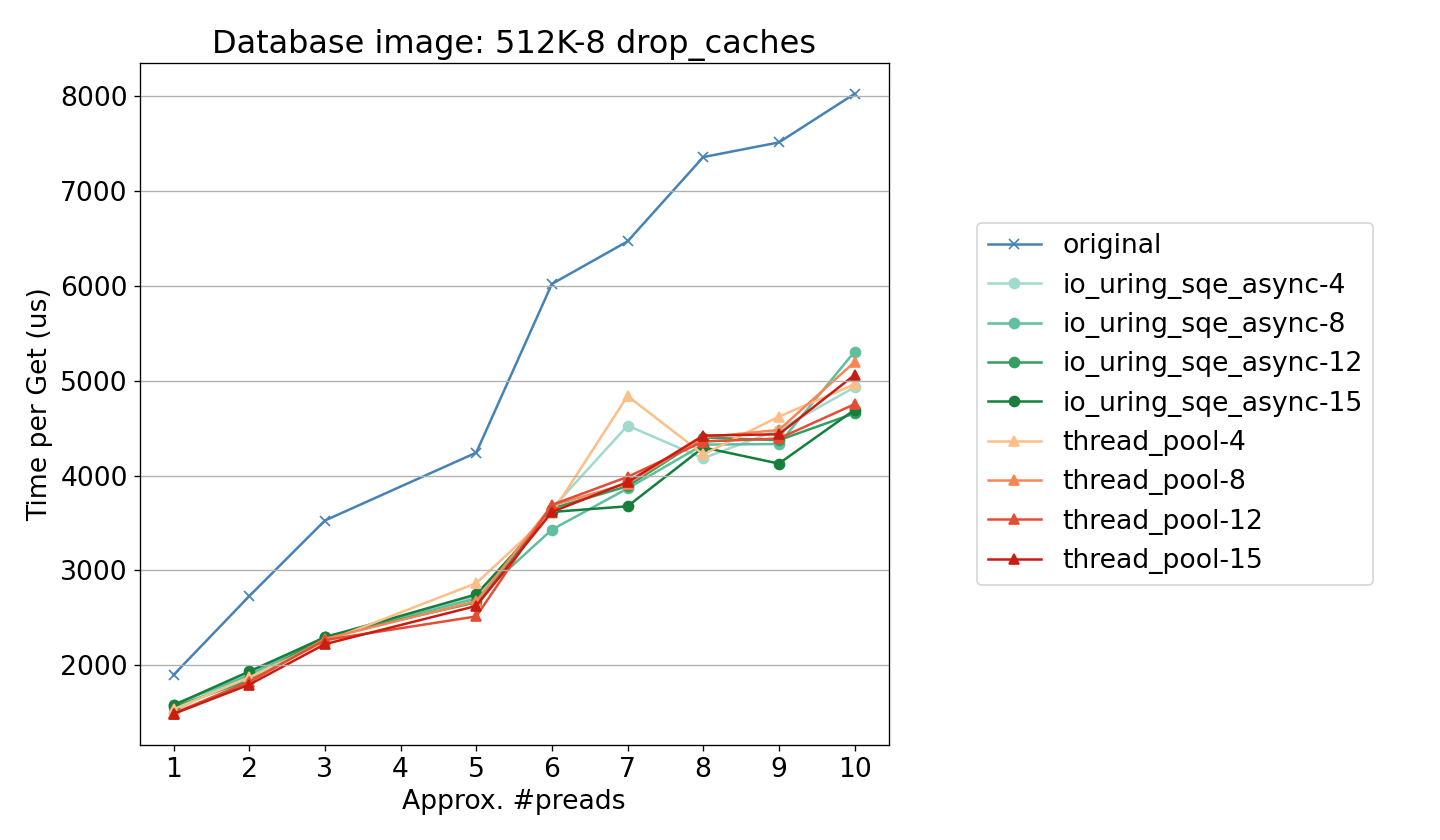 Database image: 512K-8 drop_caches
8000
7000
6000
5000
4000
3000
2000
Time per Get (us)
1 2 3 4 5 6 7 8 9 10
Approx. #preads
original
io_uring_sqe_async-4
io_uring_sqe_async-8
io_uring_sqe_async-12
io_uring_sqe_async-15
thread_pool-4
thread_pool-8
thread_pool-12
thread_pool-15